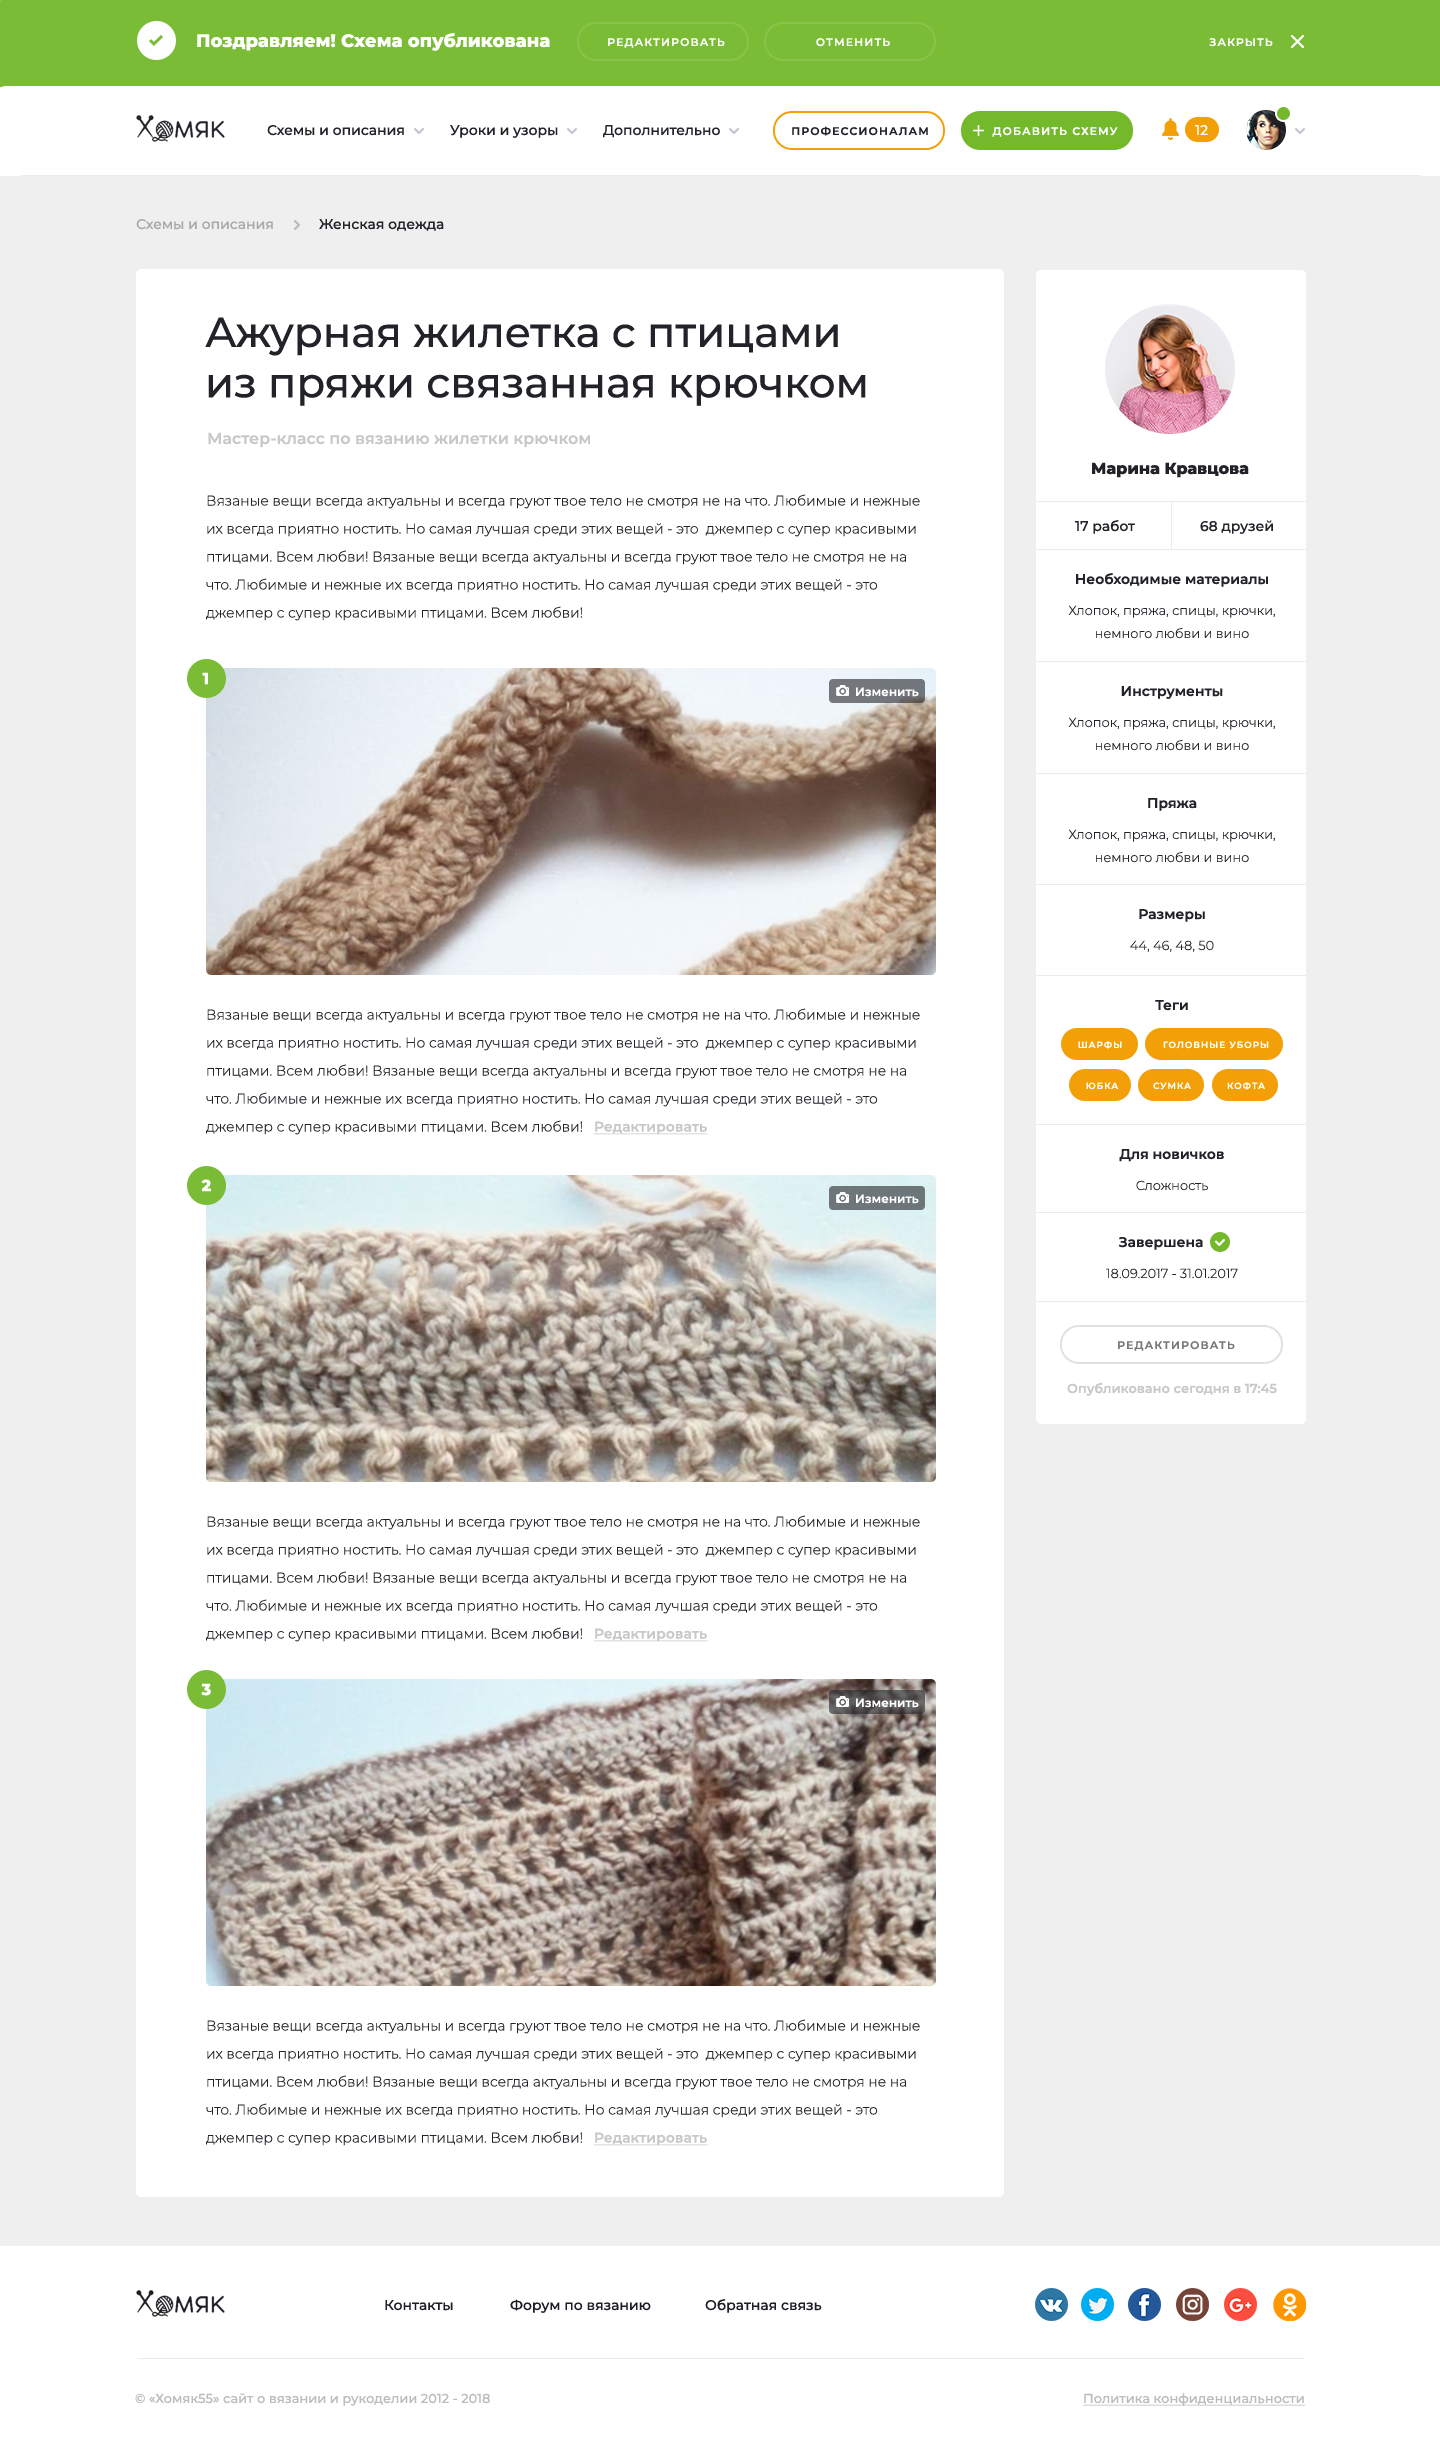 Поздравляем! Схема опубликована
РЕДАКТИРОВАТЬ
ОТМЕНИТЬ
ЗАКРЫТЬ
Хомяк
Схемы и описания
Уроки и узоры
Дополнительно
ПРОФЕССИОНАЛАМ
+ ДОБАВИТЬ СХЕМУ
12
Схемы и описания
Женская одежда
Ажурная жилетка с птицами
из пряжи связанная крючком
Мастер-класс по вязанию жилетки крючком
Вязаные вещи всегда актуальны и всегда груют твое тело не смотря не на что. Любимые и нежные
их всегда приятно ностить. Но самая лучшая среди этих вещей - это  джемпер с супер красивыми
птицами. Всем любви! Вязаные вещи всегда актуальны и всегда груют твое тело не смотря не на
что. Любимые и нежные их всегда приятно ностить. Но самая лучшая среди этих вещей - это
джемпер с супер красивыми птицами. Всем любви!
1
Изменить
Вязаные вещи всегда актуальны и всегда груют твое тело не смотря не на что. Любимые и нежные
их всегда приятно ностить. Но самая лучшая среди этих вещей - это  джемпер с супер красивыми
птицами. Всем любви! Вязаные вещи всегда актуальны и всегда груют твое тело не смотря не на
что. Любимые и нежные их всегда приятно ностить. Но самая лучшая среди этих вещей - это
джемпер с супер красивыми птицами. Всем любви! Редактировать
2
Изменить
Вязаные вещи всегда актуальны и всегда груют твое тело не смотря не на что. Любимые и нежные
их всегда приятно ностить. Но самая лучшая среди этих вещей - это  джемпер с супер красивыми
птицами. Всем любви! Вязаные вещи всегда актуальны и всегда груют твое тело не смотря не на
что. Любимые и нежные их всегда приятно ностить. Но самая лучшая среди этих вещей - это
джемпер с супер красивыми птицами. Всем любви! Редактировать
3
Изменить
Вязаные вещи всегда актуальны и всегда груют твое тело не смотря не на что. Любимые и нежные
их всегда приятно ностить. Но самая лучшая среди этих вещей - это  джемпер с супер красивыми
птицами. Всем любви! Вязаные вещи всегда актуальны и всегда груют твое тело не смотря не на
что. Любимые и нежные их всегда приятно ностить. Но самая лучшая среди этих вещей - это
джемпер с супер красивыми птицами. Всем любви! Редактировать
Марина Кравцова
17 работ
68 друзей
Необходимые материалы
Хлопок, пряжа, спицы, крючки,
немного любви и вино
Инструменты
Хлопок, пряжа, спицы, крючки,
немного любви и вино
Пряжа
Хлопок, пряжа, спицы, крючки,
немного любви и вино
Размеры
44, 46, 48, 50
Теги
ШАРФЫ
ГОЛОВНЫЕ УБОРЫ
ЮБКА
СУМКА
КОФТА
Для новичков
Сложность
Завершена
18.09.2017 - 31.01.2017
РЕДАКТИРОВАТЬ
Опубликовано сегодня в 17:45
Хомяк
Контакты
Форум по вязанию
Обратная связь
© «Хомяк55» сайт о вязании и рукоделии 2012 - 2018
Политика конфиденциальности